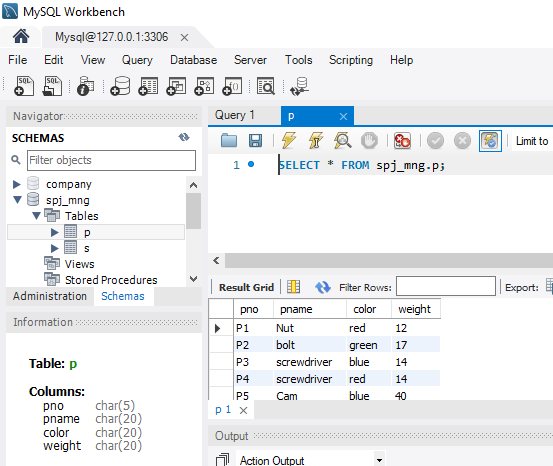 MySQL Workbench
Mysql@127.0.0.1:3306 ×
File Edit View Query Database Server Tools Scripting Help
SQL SQL
Navigator
SCHEMAS
Filter objects
company
spj_mng
Tables
p
s
Views
Stored Procedures
Administration Schemas
Information
Table: p
Columns:
pno char(5)
pname char(20)
color char(20)
weight char(20)
Query 1 p ×
Limit to
1 SELECT * FROM spj_mng.p;
Result Grid Filter Rows: Export:
pno pname color weight
P1 Nut red 12
P2 bolt green 17
P3 screwdriver blue 14
P4 screwdriver red 14
P5 Cam blue 40
p 1 ×
Output
Action Output